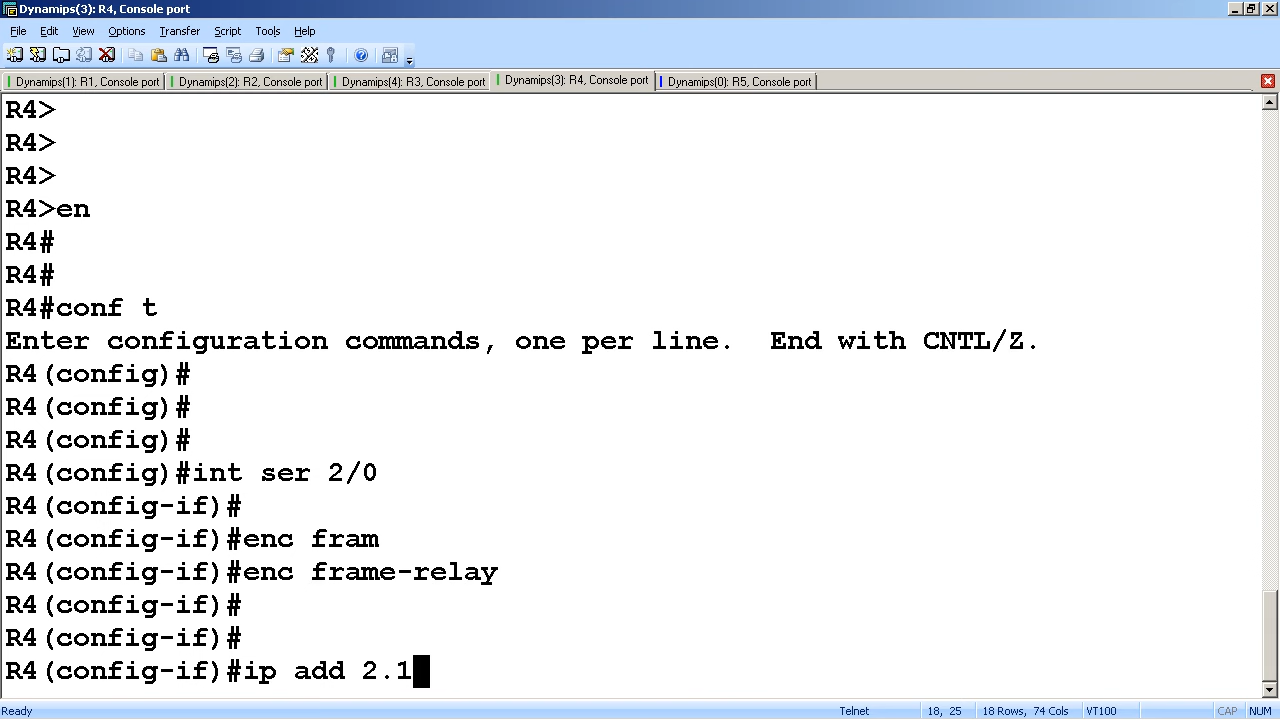 Dynamips(3): R4, Console port
File Edit View Options Transfer Script Tools Help
Dynamips(1): R1, Console port Dynamips(2): R2, Console port Dynamips(4): R3, Console port Dynamips(3): R4, Console port Dynamips(0): R5, Console port
R4>
R4>
R4>
R4>en
R4#
R4#
R4#conf t
Enter configuration commands, one per line.  End with CNTL/Z.
R4(config)#
R4(config)#
R4(config)#
R4(config)#int ser 2/0
R4(config-if)#
R4(config-if)#enc fram
R4(config-if)#enc frame-relay
R4(config-if)#
R4(config-if)#
R4(config-if)#ip add 2.1
Ready Telnet 18, 25 18 Rows, 74 Cols VT100 CAP NUM